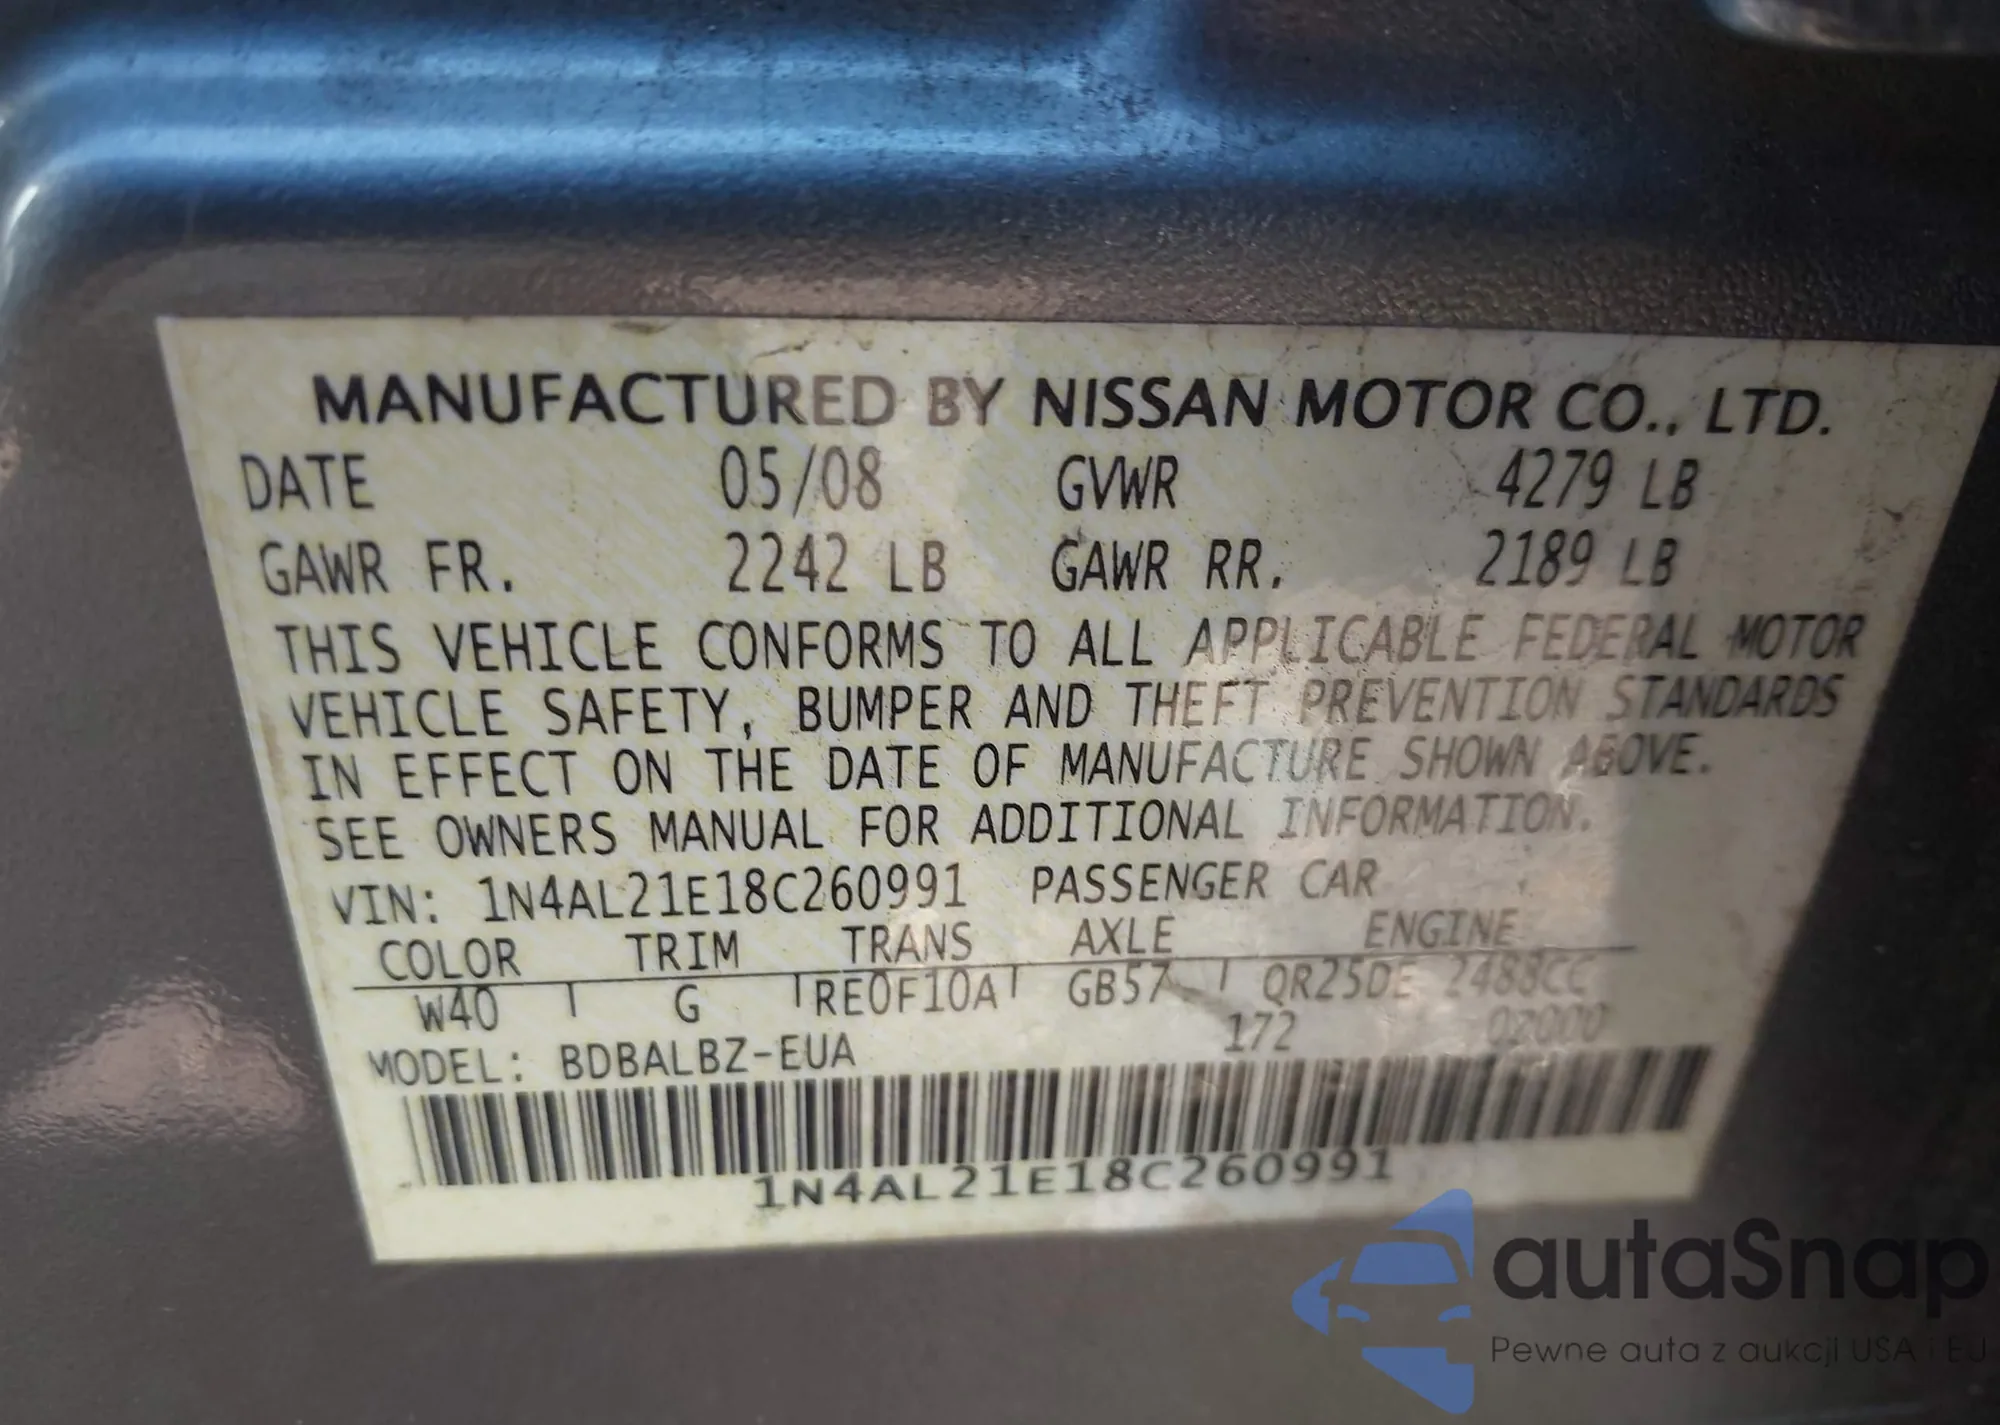 MANUFACTURED BY NISSAN MOTOR CO., LTD.
DATE 05/08 GVWR 4279 LB
GAWR FR. 2242 LB GAWR RR. 2189 LB
THIS VEHICLE CONFORMS TO ALL APPLICABLE FEDERAL MOTOR
VEHICLE SAFETY, BUMPER AND THEFT PREVENTION STANDARDS
IN EFFECT ON THE DATE OF MANUFACTURE SHOWN ABOVE.
SEE OWNERS MANUAL FOR ADDITIONAL INFORMATION.
VIN: 1N4AL21E18C260991 PASSENGER CAR
COLOR TRIM TRANS AXLE ENGINE
W40 G RE0F10A GB57 QR25DE 2488CC
172 02000
MODEL: BDBALBZ-EUA
1N4AL21E18C260991
autaSnap
Pewne auta z aukcji USA i EU